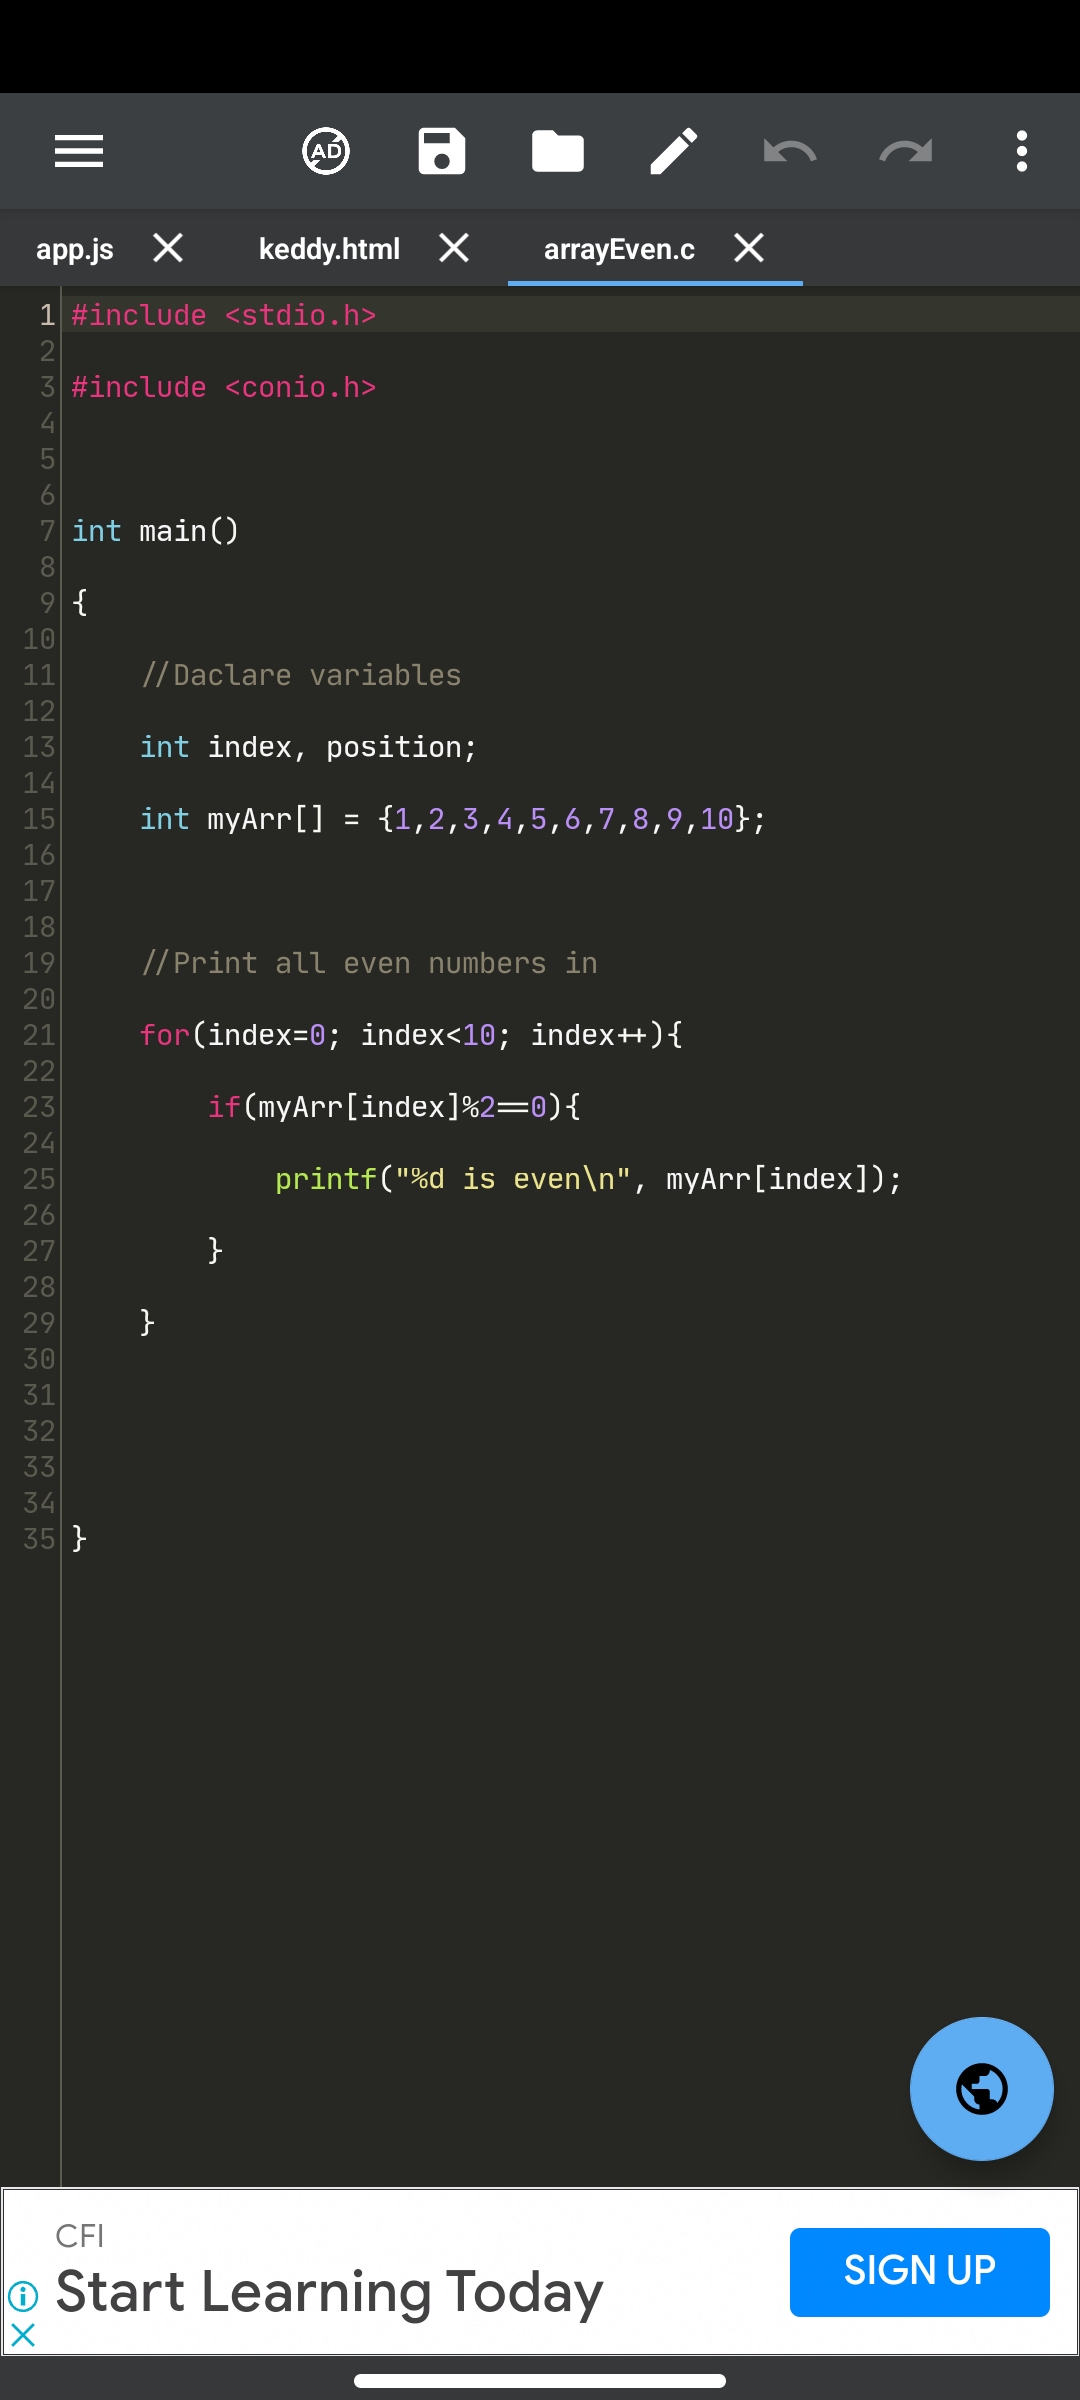 AD
app.js keddy.html arrayEven.c
1 #include <stdio.h>
2
3 #include <conio.h>
4
5
6
7 int main()
8
9 {
10
11 //Daclare variables
12
13 int index, position;
14
15 int myArr[] = {1,2,3,4,5,6,7,8,9,10};
16
17
18
19 //Print all even numbers in
20
21 for(index=0; index<10; index++){
22
23 if(myArr[index]%2==0){
24
25 printf("%d is even\n", myArr[index]);
26
27 }
28
29 }
30
31
32
33
34
35 }
CFI
Start Learning Today
SIGN UP